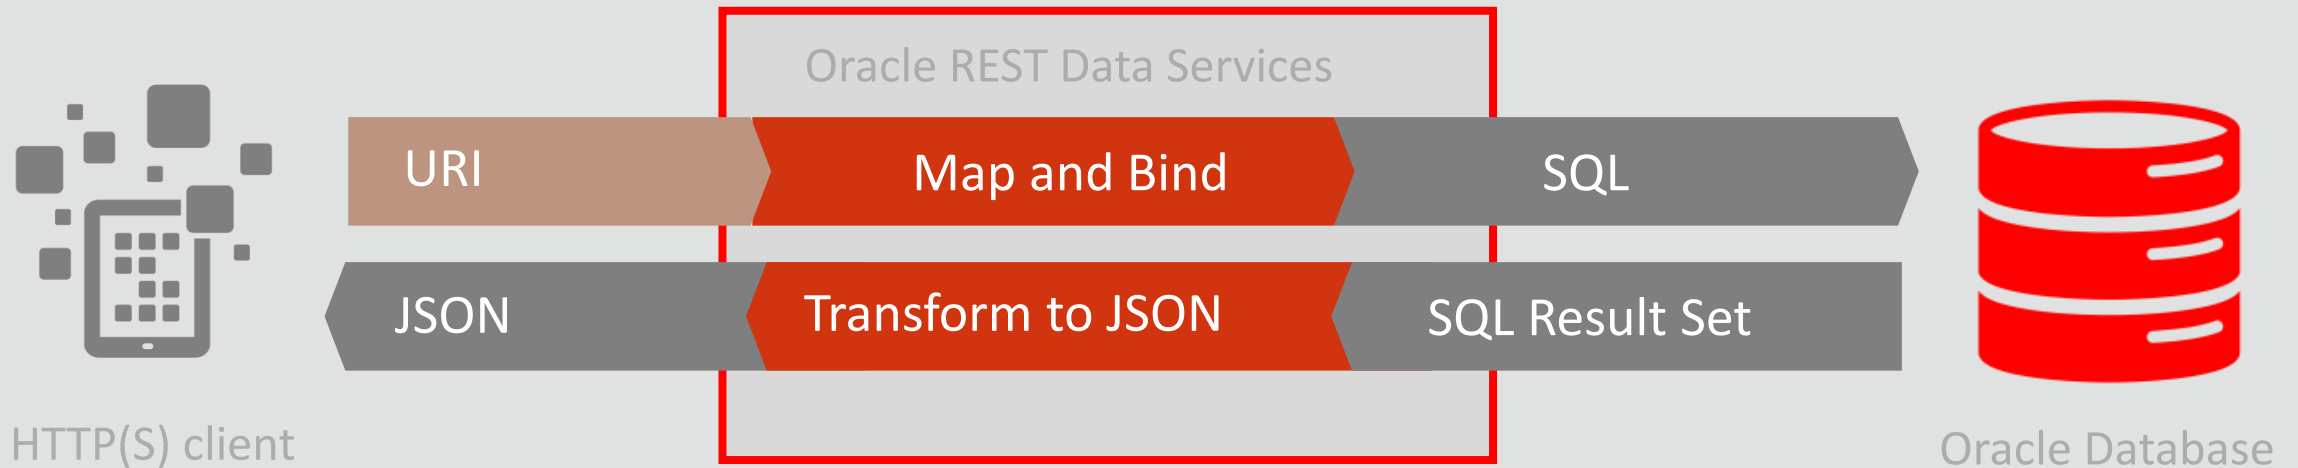 Oracle REST Data Services
URI
Map and Bind
SQL
JSON
Transform to JSON
SQL Result Set
HTTP(S) client
Oracle Database